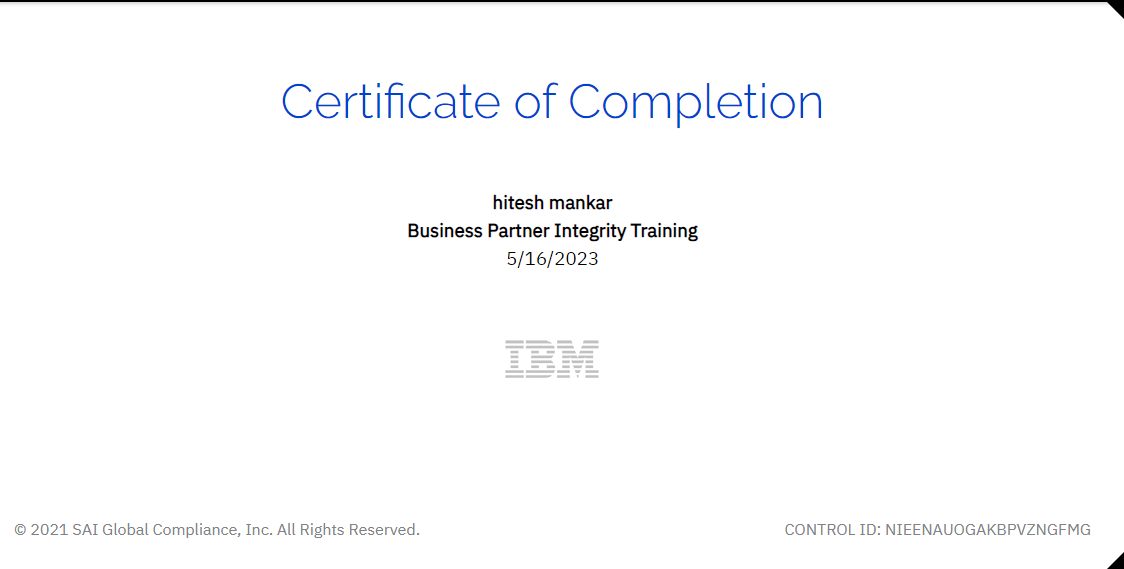 Certificate of Completion
hitesh mankar
Business Partner Integrity Training
5/16/2023
IBM
© 2021 SAI Global Compliance, Inc. All Rights Reserved.
CONTROL ID: NIEENAUOGAKBPVZNGFMG